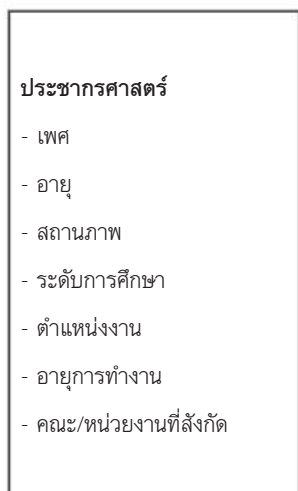 ประชากรศาสตร์
- เพศ
- อายุ
- สถานภาพ
- ระดับการศึกษา
- ตำแหน่งงาน
- อายุการทำงาน
- คณะ/หน่วยงานที่สังกัด